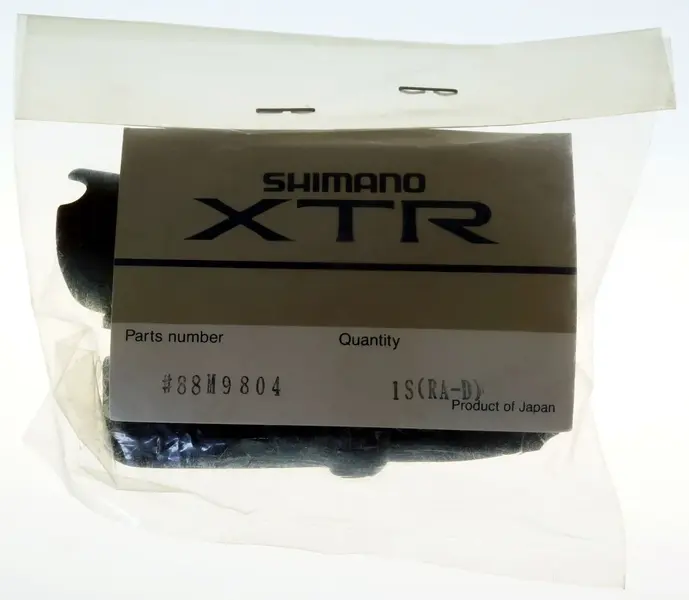 SHIMANO
XTR
Parts number Quantity
#88M9804 1S(RA-D)
Product of Japan